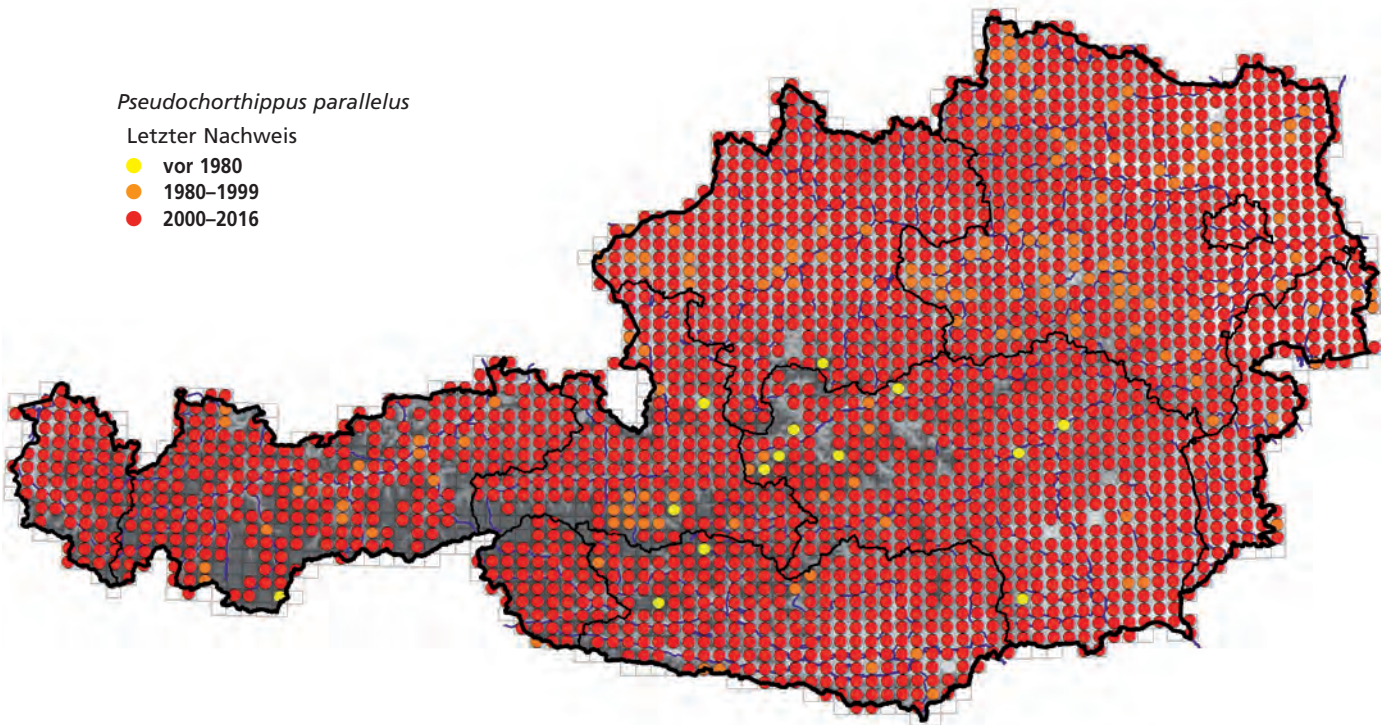 Pseudochorthippus parallelus
Letzter Nachweis
vor 1980
1980–1999
2000–2016